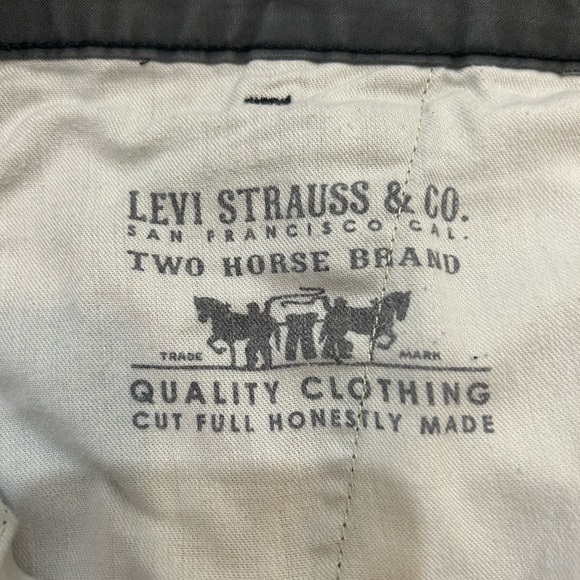 LEVI STRAUSS & CO.
SAN FRANCISCO CAL.
TWO HORSE BRAND
TRADE MARK
QUALITY CLOTHING
CUT FULL HONESTLY MADE